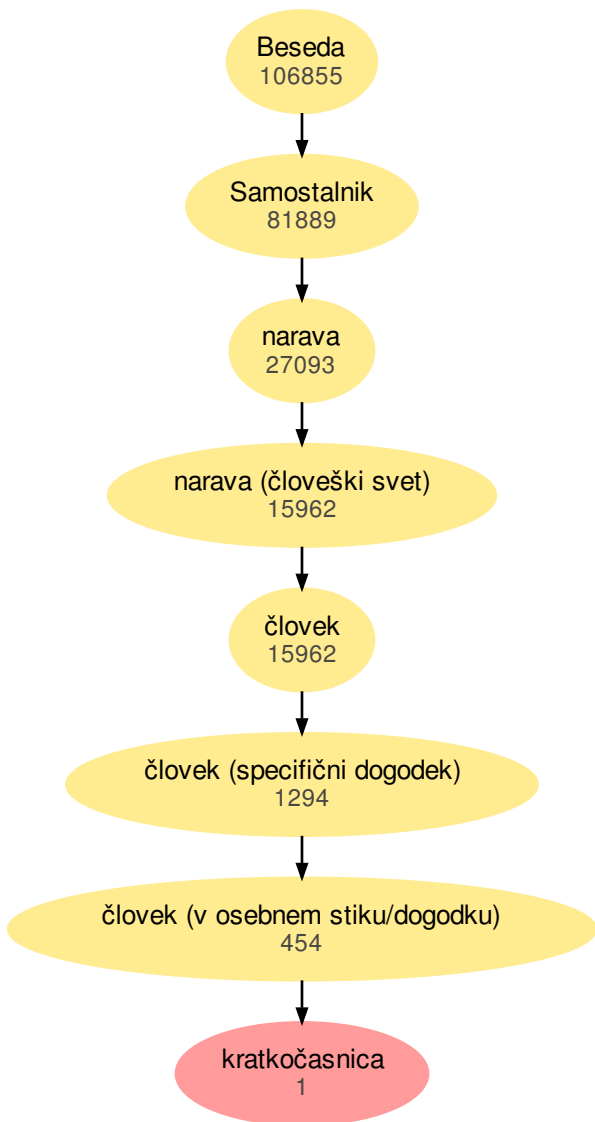 Beseda
106855
Samostalnik
81889
narava
27093
narava (človeški svet)
15962
človek
15962
človek (specifični dogodek)
1294
človek (v osebnem stiku/dogodku)
454
kratkočasnica
1